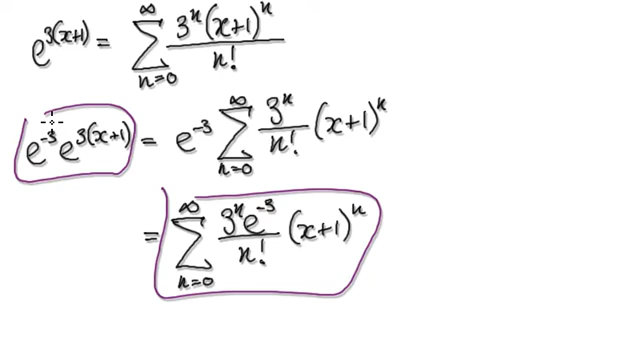 e^{3(x+1)} = \sum_{n=0}^{\infty} \frac{3^n (x+1)^n}{n!}
e^{-3} e^{3(x+1)} = e^{-3} \sum_{n=0}^{\infty} \frac{3^n}{n!} (x+1)^n
= \sum_{n=0}^{\infty} \frac{3^n e^{-3}}{n!} (x+1)^n